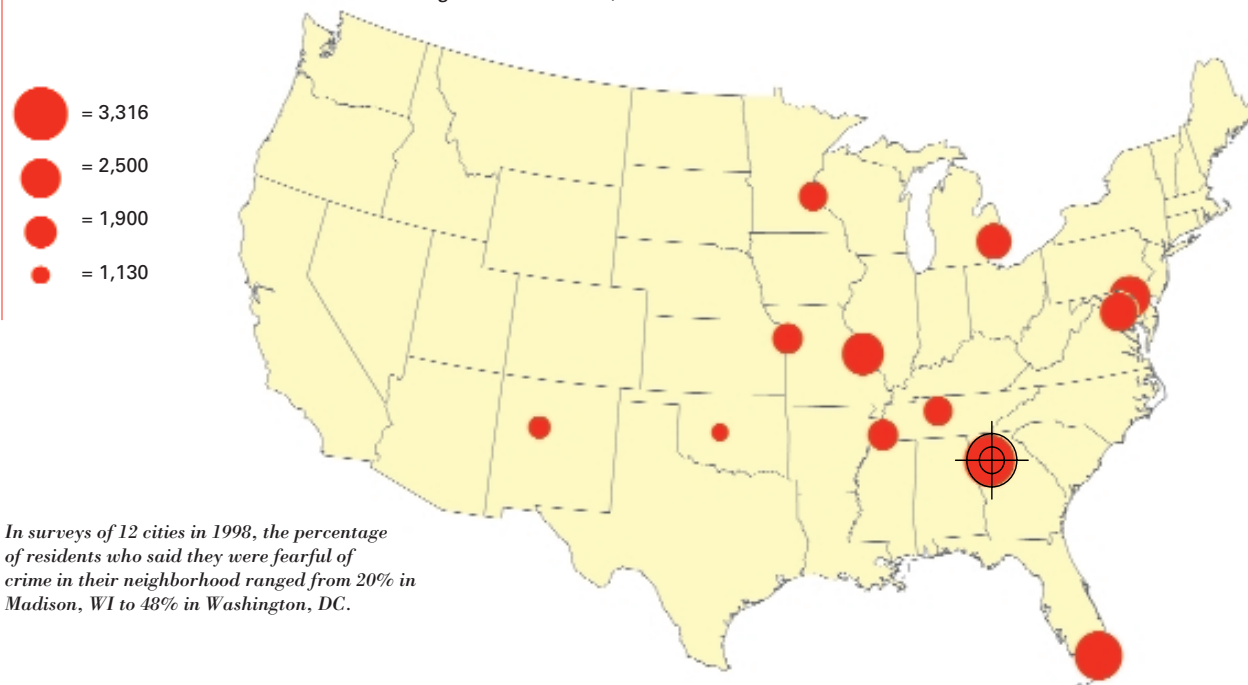 = 3,316
= 2,500
= 1,900
= 1,130
In surveys of 12 cities in 1998, the percentage
of residents who said they were fearful of
crime in their neighborhood ranged from 20% in
Madison, WI to 48% in Washington, DC.